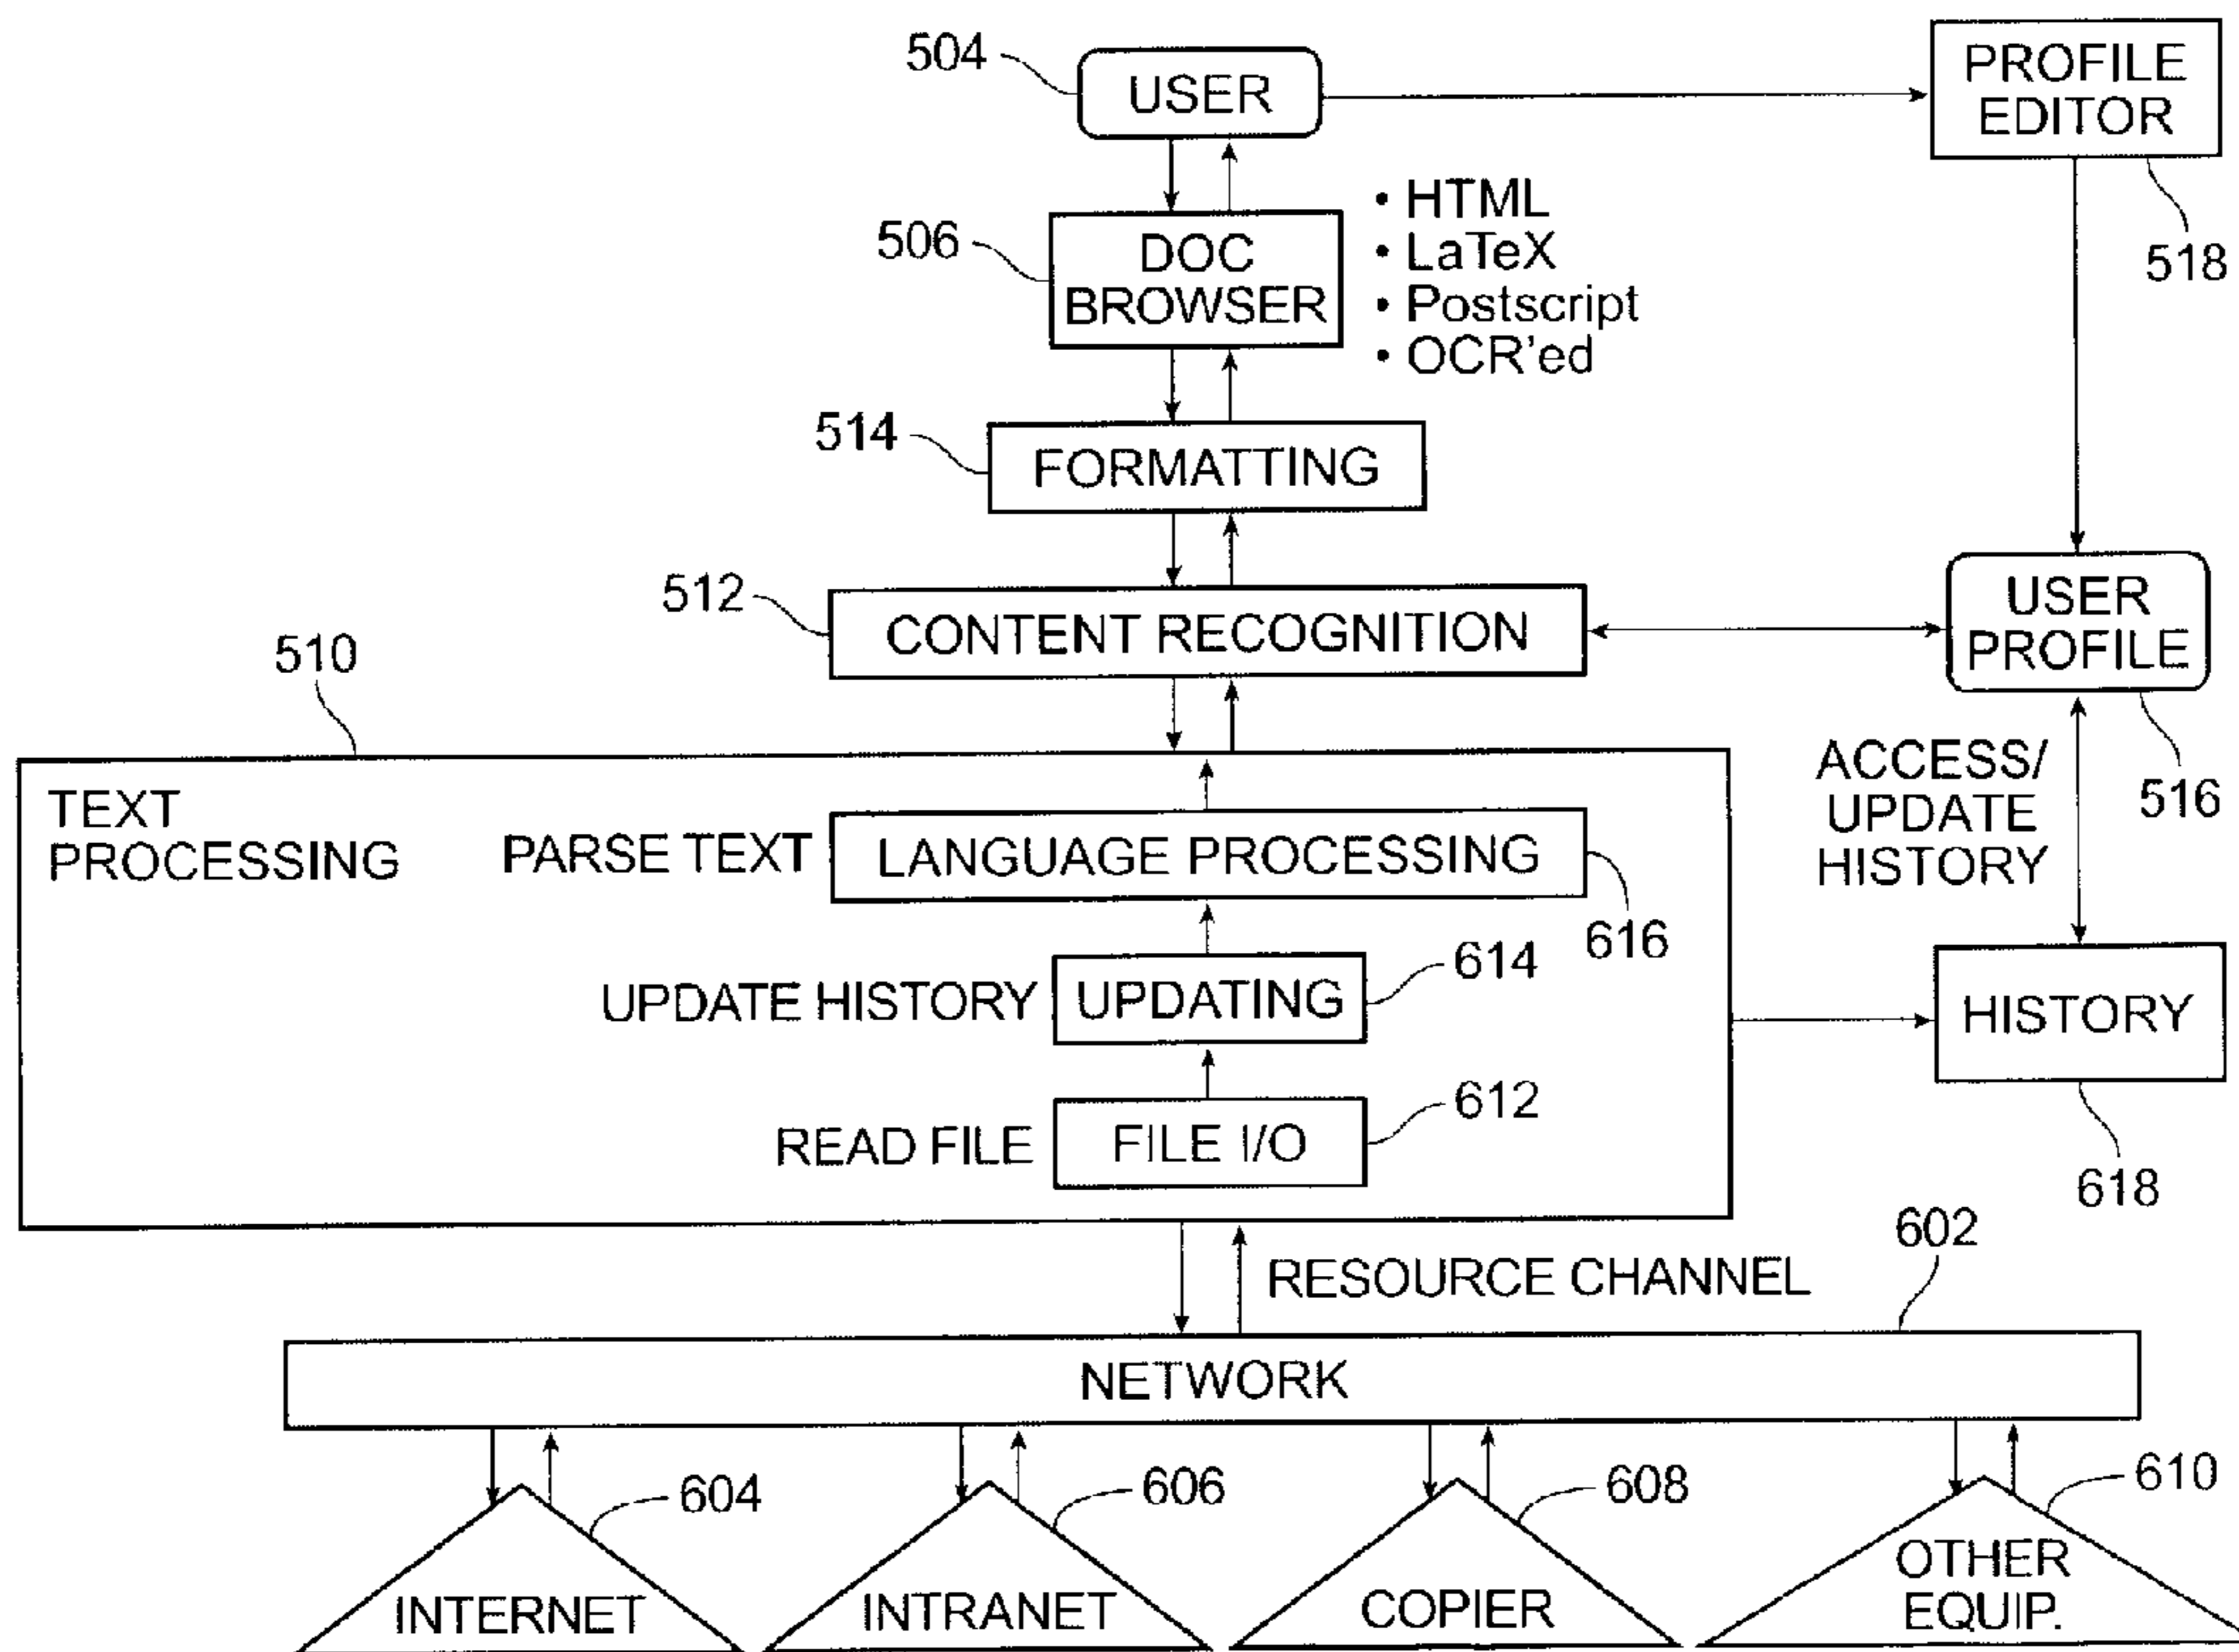 504
USER
PROFILE
EDITOR
518
506
DOC
BROWSER
• HTML
• LaTeX
• Postscript
• OCR'ed
514
FORMATTING
512
CONTENT RECOGNITION
USER
PROFILE
516
510
TEXT
PROCESSING
PARSE TEXT
LANGUAGE PROCESSING
616
ACCESS/
UPDATE
HISTORY
UPDATE HISTORY
UPDATING
614
HISTORY
618
READ FILE
FILE I/O
612
RESOURCE CHANNEL
602
NETWORK
604
INTERNET
606
INTRANET
608
COPIER
610
OTHER
EQUIP.